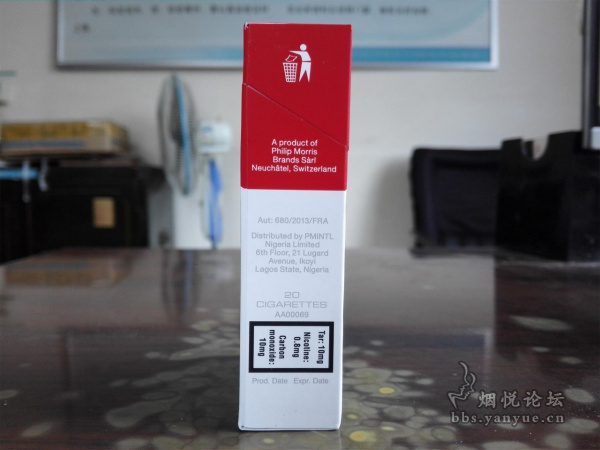 A product of
Philip Morris
Brands Sàrl
Neuchâtel, Switzerland
Aut: 680/2013/FRA
Distributed by PMINTL
Nigeria Limited
6th Floor, 21 Lugard
Avenue, Ikoyi
Lagos State, Nigeria
20
CIGARETTES
AA00069
Tar: 10mg
Nicotine:
0.8mg
Carbon
monoxide:
10mg
Prod. Date Expr. Date
烟悦论坛
bbs.yanyue.cn